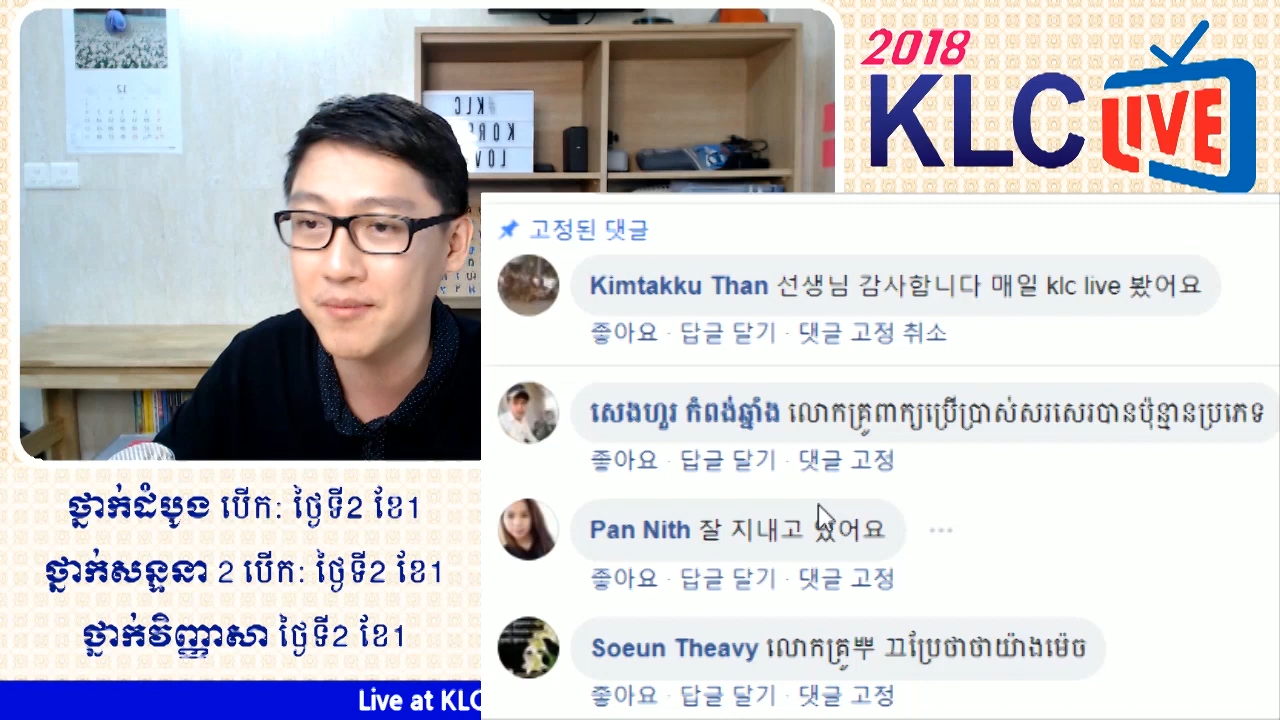 2018
KLC LIVE
12
KLC
KOR
LOV
고정된 댓글
Kimtakku Than 선생님 감사합니다 매일 klc live 봤어요
좋아요 · 답글 달기 · 댓글 고정 취소
សេងហួរ កំពង់ឆ្នាំង លោកគ្រូពាក្យប្រើប្រាស់សរសេរបានប៉ុន្មានប្រភេទ
좋아요 · 답글 달기 · 댓글 고정
Pan Nith 잘 지내고 있어요
좋아요 · 답글 달기 · 댓글 고정
Soeun Theavy លោកគ្រូ뿌 끄ប្រែថាថាយ៉ាងម៉េច
좋아요 · 답글 달기 · 댓글 고정
ថ្នាក់ដំបូង បើក: ថ្ងៃទី2 ខែ1
ថ្នាក់សន្ទនា 2 បើក: ថ្ងៃទី2 ខែ1
ថ្នាក់វិញ្ញាសា ថ្ងៃទី2 ខែ1
Live at KLC